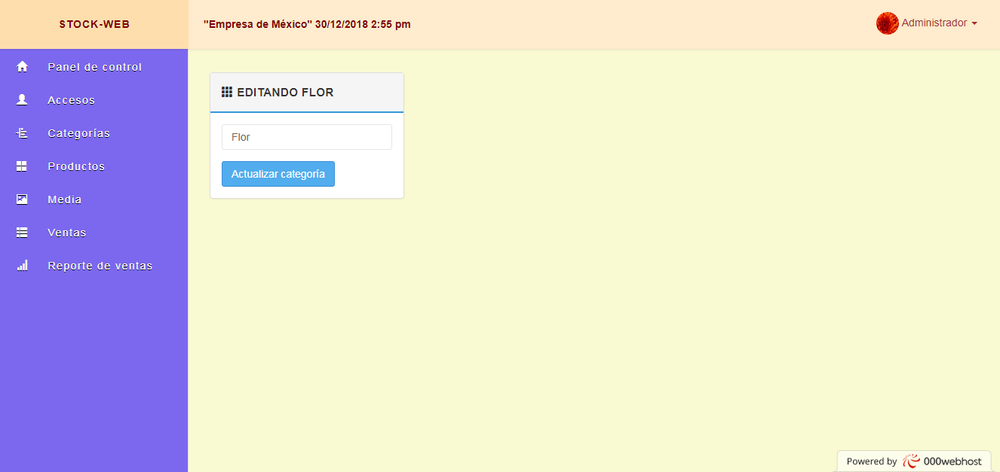 STOCK-WEB
"Empresa de México" 30/12/2018 2:55 pm
Administrador
Panel de control
Accesos
Categorías
Productos
Media
Ventas
Reporte de ventas
EDITANDO FLOR
Flor
Actualizar categoría
Powered by 000webhost